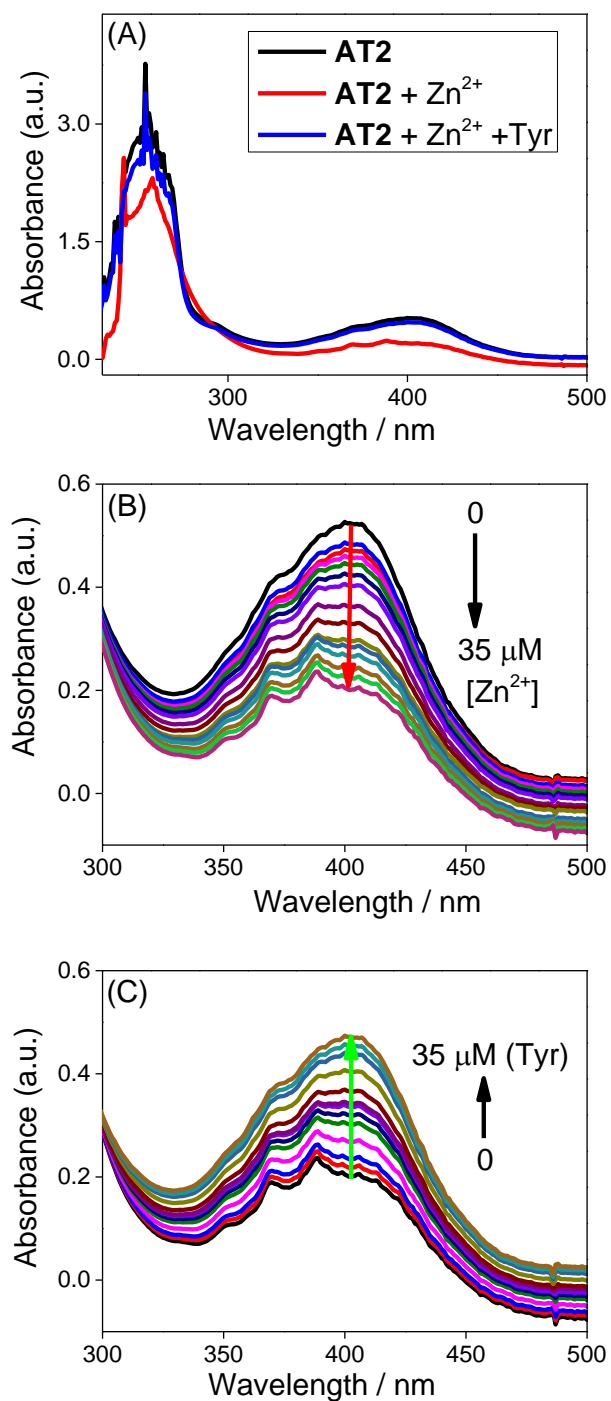 (A)
AT2
AT2 + Zn²⁺
AT2 + Zn²⁺ +Tyr
3.0
1.5
0.0
Absorbance (a.u.)
300 400 500
Wavelength / nm
(B)
0.6
0.4
0.2
0.0
Absorbance (a.u.)
0
35 μM
[Zn²⁺]
300 350 400 450 500
Wavelength / nm
(C)
0.6
0.4
0.2
0.0
Absorbance (a.u.)
35 μM (Tyr)
0
300 350 400 450 500
Wavelength / nm